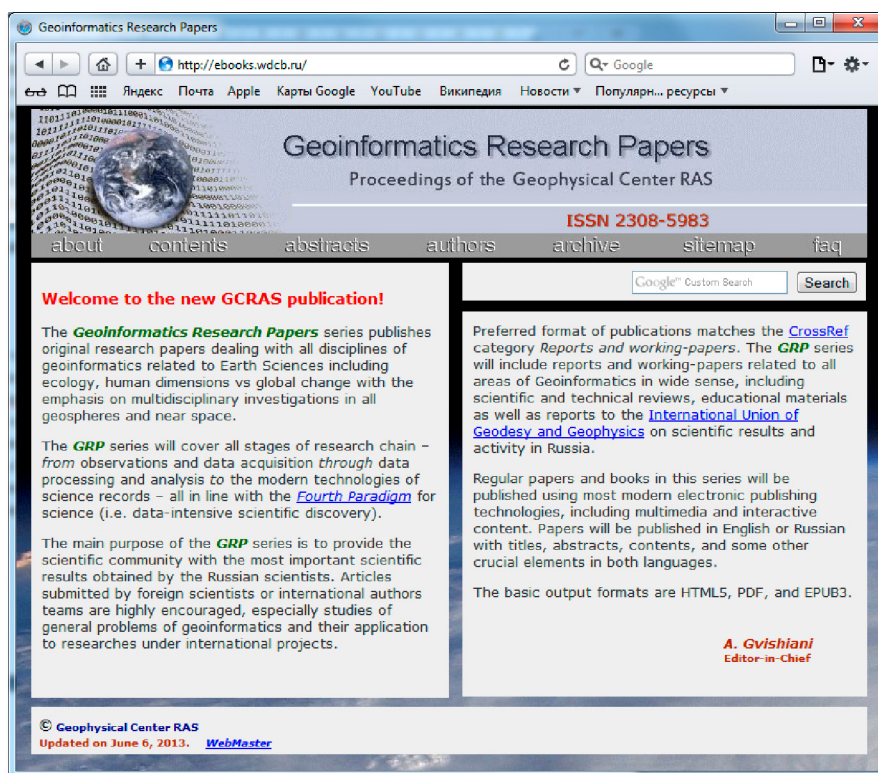 Geoinformatics Research Papers
http://ebooks.wdcb.ru/
Google
Яндекс Почта Apple Карты Google YouTube Википедия Новости Популярн... ресурсы
Geoinformatics Research Papers
Proceedings of the Geophysical Center RAS
ISSN 2308-5983
about contents abstracts authors archive sitemap faq
Google™ Custom Search Search
Welcome to the new GCRAS publication!
The Geoinformatics Research Papers series publishes
original research papers dealing with all disciplines of
geoinformatics related to Earth Sciences including
ecology, human dimensions vs global change with the
emphasis on multidisciplinary investigations in all
geospheres and near space.
The GRP series will cover all stages of research chain –
from observations and data acquisition through data
processing and analysis to the modern technologies of
science records – all in line with the Fourth Paradigm for
science (i.e. data-intensive scientific discovery).
The main purpose of the GRP series is to provide the
scientific community with the most important scientific
results obtained by the Russian scientists. Articles
submitted by foreign scientists or international authors
teams are highly encouraged, especially studies of
general problems of geoinformatics and their application
to researches under international projects.
Preferred format of publications matches the CrossRef
category Reports and working-papers. The GRP series
will include reports and working-papers related to all
areas of Geoinformatics in wide sense, including
scientific and technical reviews, educational materials
as well as reports to the International Union of
Geodesy and Geophysics on scientific results and
activity in Russia.
Regular papers and books in this series will be
published using most modern electronic publishing
technologies, including multimedia and interactive
content. Papers will be published in English or Russian
with titles, abstracts, contents, and some other
crucial elements in both languages.
The basic output formats are HTML5, PDF, and EPUB3.
A. Gvishiani
Editor-in-Chief
© Geophysical Center RAS
Updated on June 6, 2013. WebMaster